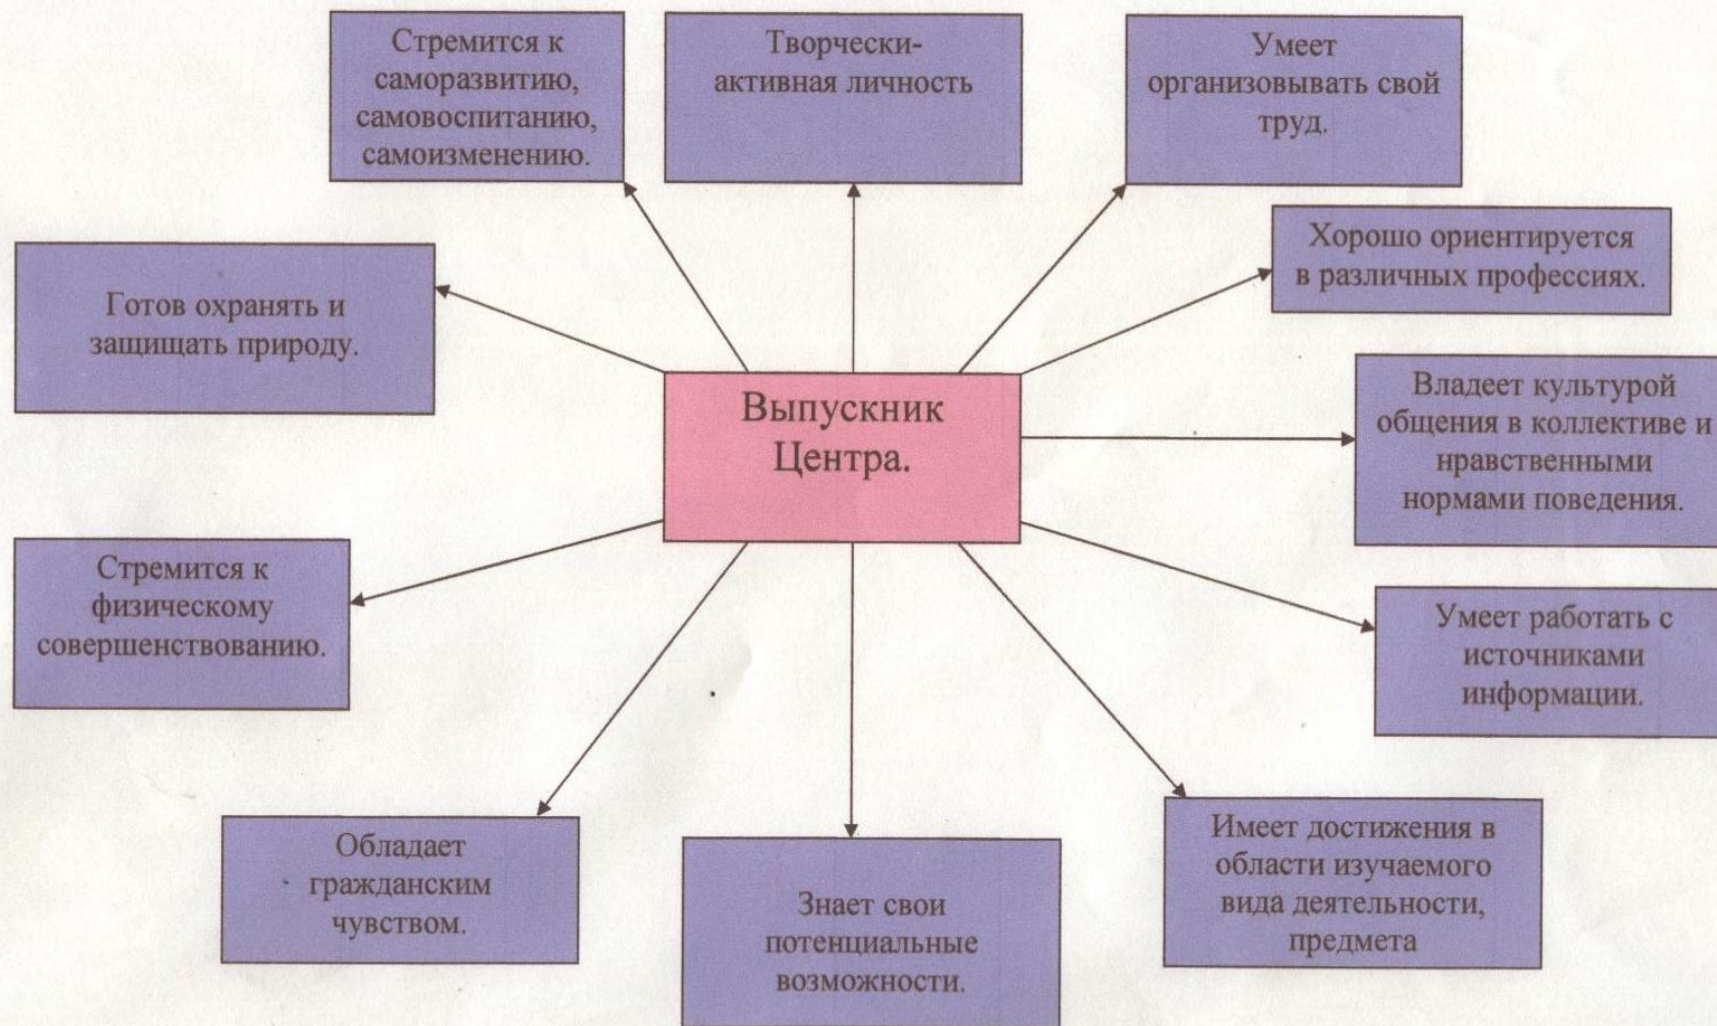 Стремится к
саморазвитию,
самовоспитанию,
самоизменению.
Творчески-
активная личность
Умеет
организовывать свой
труд.
Хорошо ориентируется
в различных профессиях.
Готов охранять и
защищать природу.
Выпускник
Центра.
Владеет культурой
общения в коллективе и
нравственными
нормами поведения.
Стремится к
физическому
совершенствованию.
Умеет работать с
источниками
информации.
Обладает
гражданским
чувством.
Знает свои
потенциальные
возможности.
Имеет достижения в
области изучаемого
вида деятельности,
предмета